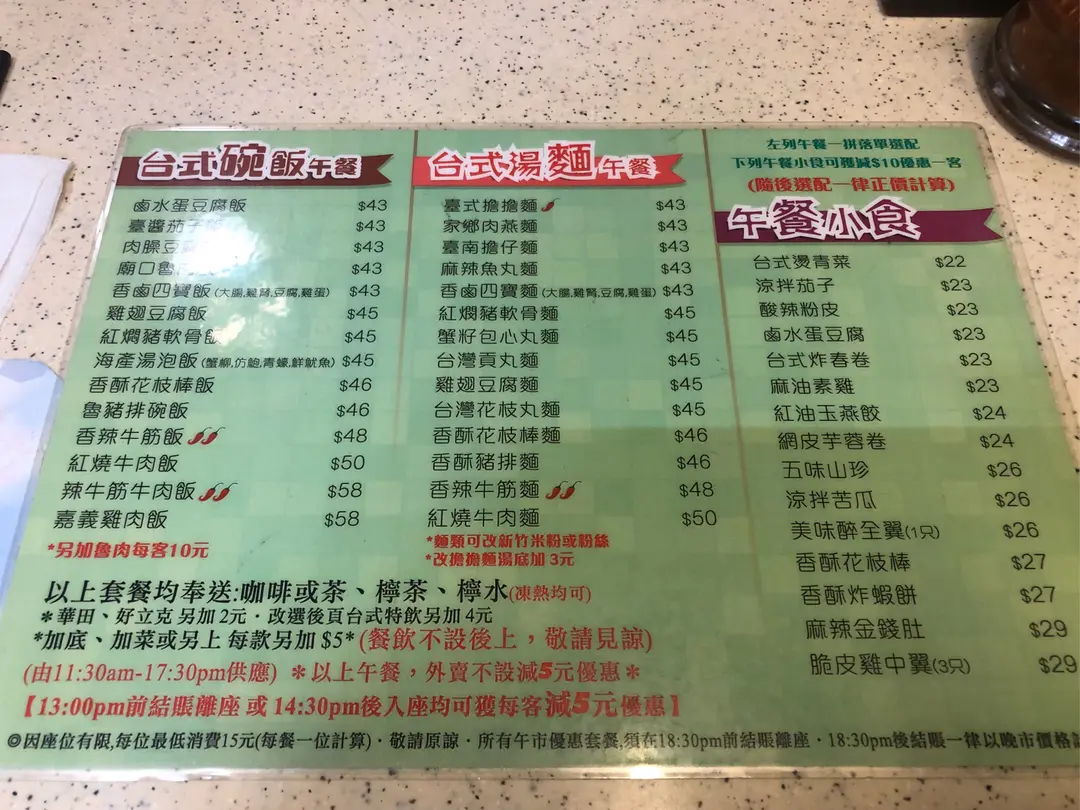 台式碗飯午餐
鹵水蛋豆腐飯 $43
臺醬茄子 $43
肉臊豆 $43
廟口魯 $43
香鹵四寶飯(大腸,雞腎,豆腐,雞蛋) $43
雞翅豆腐飯 $45
紅燜豬軟骨飯 $45
海產湯泡飯(蟹柳,仿鮑,青蠔,鮮魷魚) $45
香酥花枝棒飯 $46
魯豬排碗飯 $46
香辣牛筋飯 $48
紅燒牛肉飯 $50
辣牛筋牛肉飯 $58
嘉義雞肉飯 $58
*另加魯肉每客10元
台式湯麵午餐
臺式擔擔麵 $43
家鄉肉燕麵 $43
臺南擔仔麵 $43
麻辣魚丸麵 $43
香鹵四寶麵(大腸,雞腎,豆腐,雞蛋) $43
紅燜豬軟骨麵 $45
蟹籽包心丸麵 $45
台灣貢丸麵 $45
雞翅豆腐麵 $45
台灣花枝丸麵 $45
香酥花枝棒麵 $46
香酥豬排麵 $46
香辣牛筋麵 $48
紅燒牛肉麵 $50
*麵類可改新竹米粉或粉絲
*改擔擔麵湯底加 3元
左列午餐一拼落單選配
下列午餐小食可獲減$10優惠一客
(隨後選配一律正價計算)
午餐小食
台式燙青菜 $22
涼拌茄子 $23
酸辣粉皮 $23
鹵水蛋豆腐 $23
台式炸春卷 $23
麻油素雞 $23
紅油玉燕餃 $24
網皮芋蓉卷 $24
五味山珍 $26
涼拌苦瓜 $26
美味醉全翼(1只) $26
香酥花枝棒 $27
香酥炸蝦餅 $27
麻辣金錢肚 $29
脆皮雞中翼(3只) $29
以上套餐均奉送:咖啡或茶、檸茶、檸水(凍熱均可)
*華田、好立克 另加 2元．改選後頁台式特飲另加 4元
*加底、加菜或另上 每款另加 $5* (餐飲不設後上，敬請見諒)
(由11:30am-17:30pm供應) *以上午餐，外賣不設減5元優惠*
【13:00pm前結賬離座 或 14:30pm後入座均可獲每客減5元優惠】
◎因座位有限,每位最低消費15元(每餐一位計算)．敬請原諒．所有午市優惠套餐,須在18:30pm前結賬離座．18:30pm後結賬一律以晚市價格